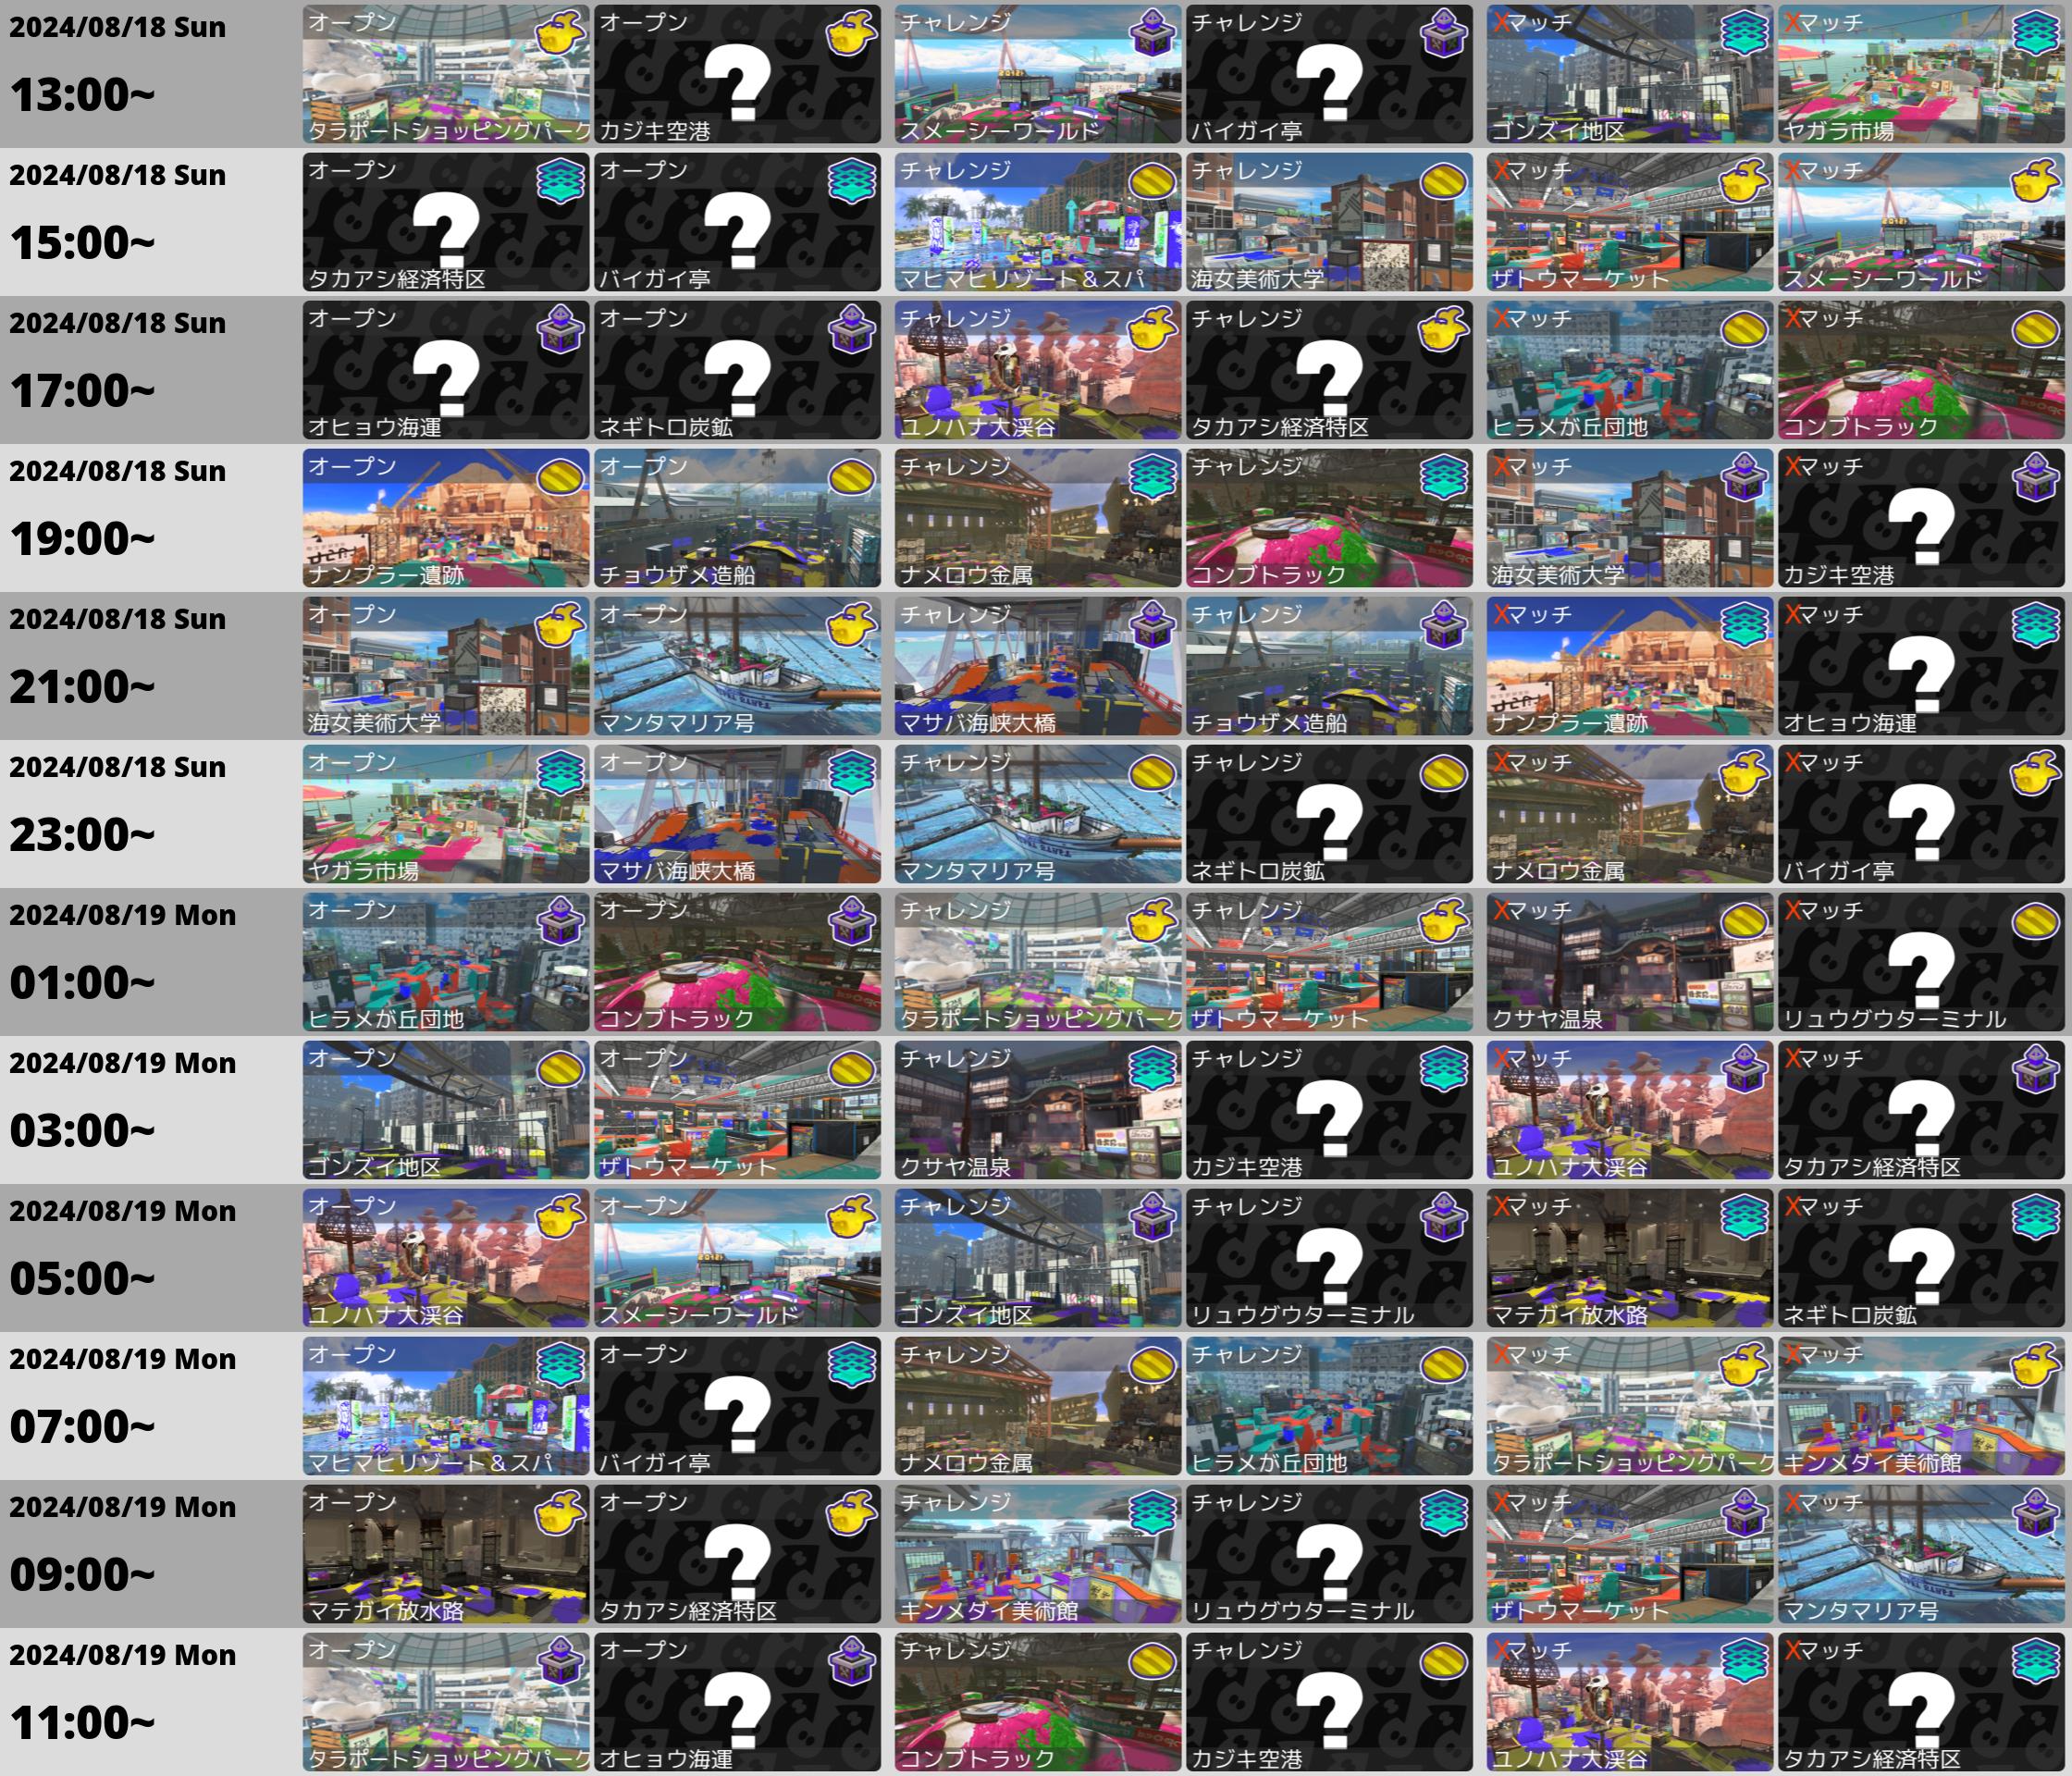 2024/08/18 Sun
13:00~
オープン
タラポートショッピングパーク
オープン
カジキ空港
チャレンジ
スメーシーワールド
チャレンジ
バイガイ亭
Xマッチ
ゴンズイ地区
Xマッチ
ヤガラ市場
2024/08/18 Sun
15:00~
オープン
タカアシ経済特区
オープン
バイガイ亭
チャレンジ
マヒマヒリゾート＆スパ
チャレンジ
海女美術大学
Xマッチ
ザトウマーケット
Xマッチ
スメーシーワールド
2024/08/18 Sun
17:00~
オープン
オヒョウ海運
オープン
ネギトロ炭鉱
チャレンジ
ユノハナ大渓谷
チャレンジ
タカアシ経済特区
Xマッチ
ヒラメが丘団地
Xマッチ
コンブトラック
2024/08/18 Sun
19:00~
オープン
ナンプラー遺跡
オープン
チョウザメ造船
チャレンジ
ナメロウ金属
チャレンジ
コンブトラック
Xマッチ
海女美術大学
Xマッチ
カジキ空港
2024/08/18 Sun
21:00~
オープン
海女美術大学
オープン
マンタマリア号
チャレンジ
マサバ海峡大橋
チャレンジ
チョウザメ造船
Xマッチ
ナンプラー遺跡
Xマッチ
オヒョウ海運
2024/08/18 Sun
23:00~
オープン
ヤガラ市場
オープン
マサバ海峡大橋
チャレンジ
マンタマリア号
チャレンジ
ネギトロ炭鉱
Xマッチ
ナメロウ金属
Xマッチ
バイガイ亭
2024/08/19 Mon
01:00~
オープン
ヒラメが丘団地
オープン
コンブトラック
チャレンジ
タラポートショッピングパーク
チャレンジ
ザトウマーケット
Xマッチ
クサヤ温泉
Xマッチ
リュウグウターミナル
2024/08/19 Mon
03:00~
オープン
ゴンズイ地区
オープン
ザトウマーケット
チャレンジ
クサヤ温泉
チャレンジ
カジキ空港
Xマッチ
ユノハナ大渓谷
Xマッチ
タカアシ経済特区
2024/08/19 Mon
05:00~
オープン
ユノハナ大渓谷
オープン
スメーシーワールド
チャレンジ
ゴンズイ地区
チャレンジ
リュウグウターミナル
Xマッチ
マテガイ放水路
Xマッチ
ネギトロ炭鉱
2024/08/19 Mon
07:00~
オープン
マヒマヒリゾート＆スパ
オープン
バイガイ亭
チャレンジ
ナメロウ金属
チャレンジ
ヒラメが丘団地
Xマッチ
タラポートショッピングパーク
Xマッチ
キンメダイ美術館
2024/08/19 Mon
09:00~
オープン
マテガイ放水路
オープン
タカアシ経済特区
チャレンジ
キンメダイ美術館
チャレンジ
リュウグウターミナル
Xマッチ
ザトウマーケット
Xマッチ
マンタマリア号
2024/08/19 Mon
11:00~
オープン
タラポートショッピングパーク
オープン
オヒョウ海運
チャレンジ
コンブトラック
チャレンジ
カジキ空港
Xマッチ
ユノハナ大渓谷
Xマッチ
タカアシ経済特区